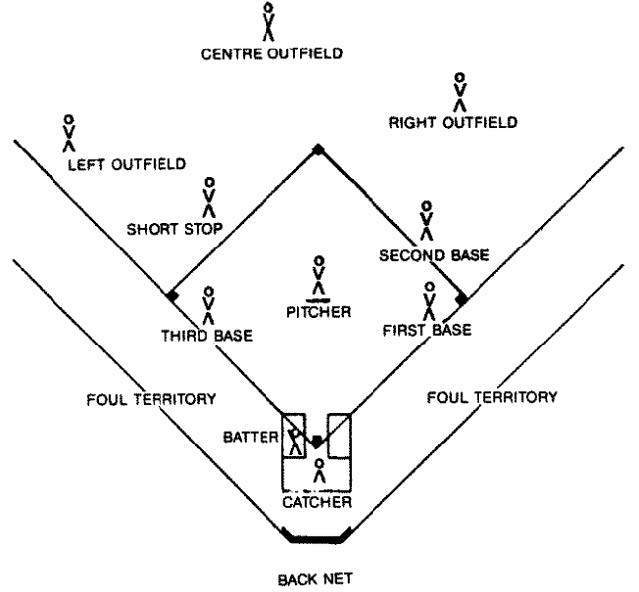 CENTRE OUTFIELD
RIGHT OUTFIELD
LEFT OUTFIELD
SHORT STOP
SECOND BASE
PITCHER
THIRD BASE
FIRST BASE
FOUL TERRITORY
FOUL TERRITORY
BATTER
CATCHER
BACK NET